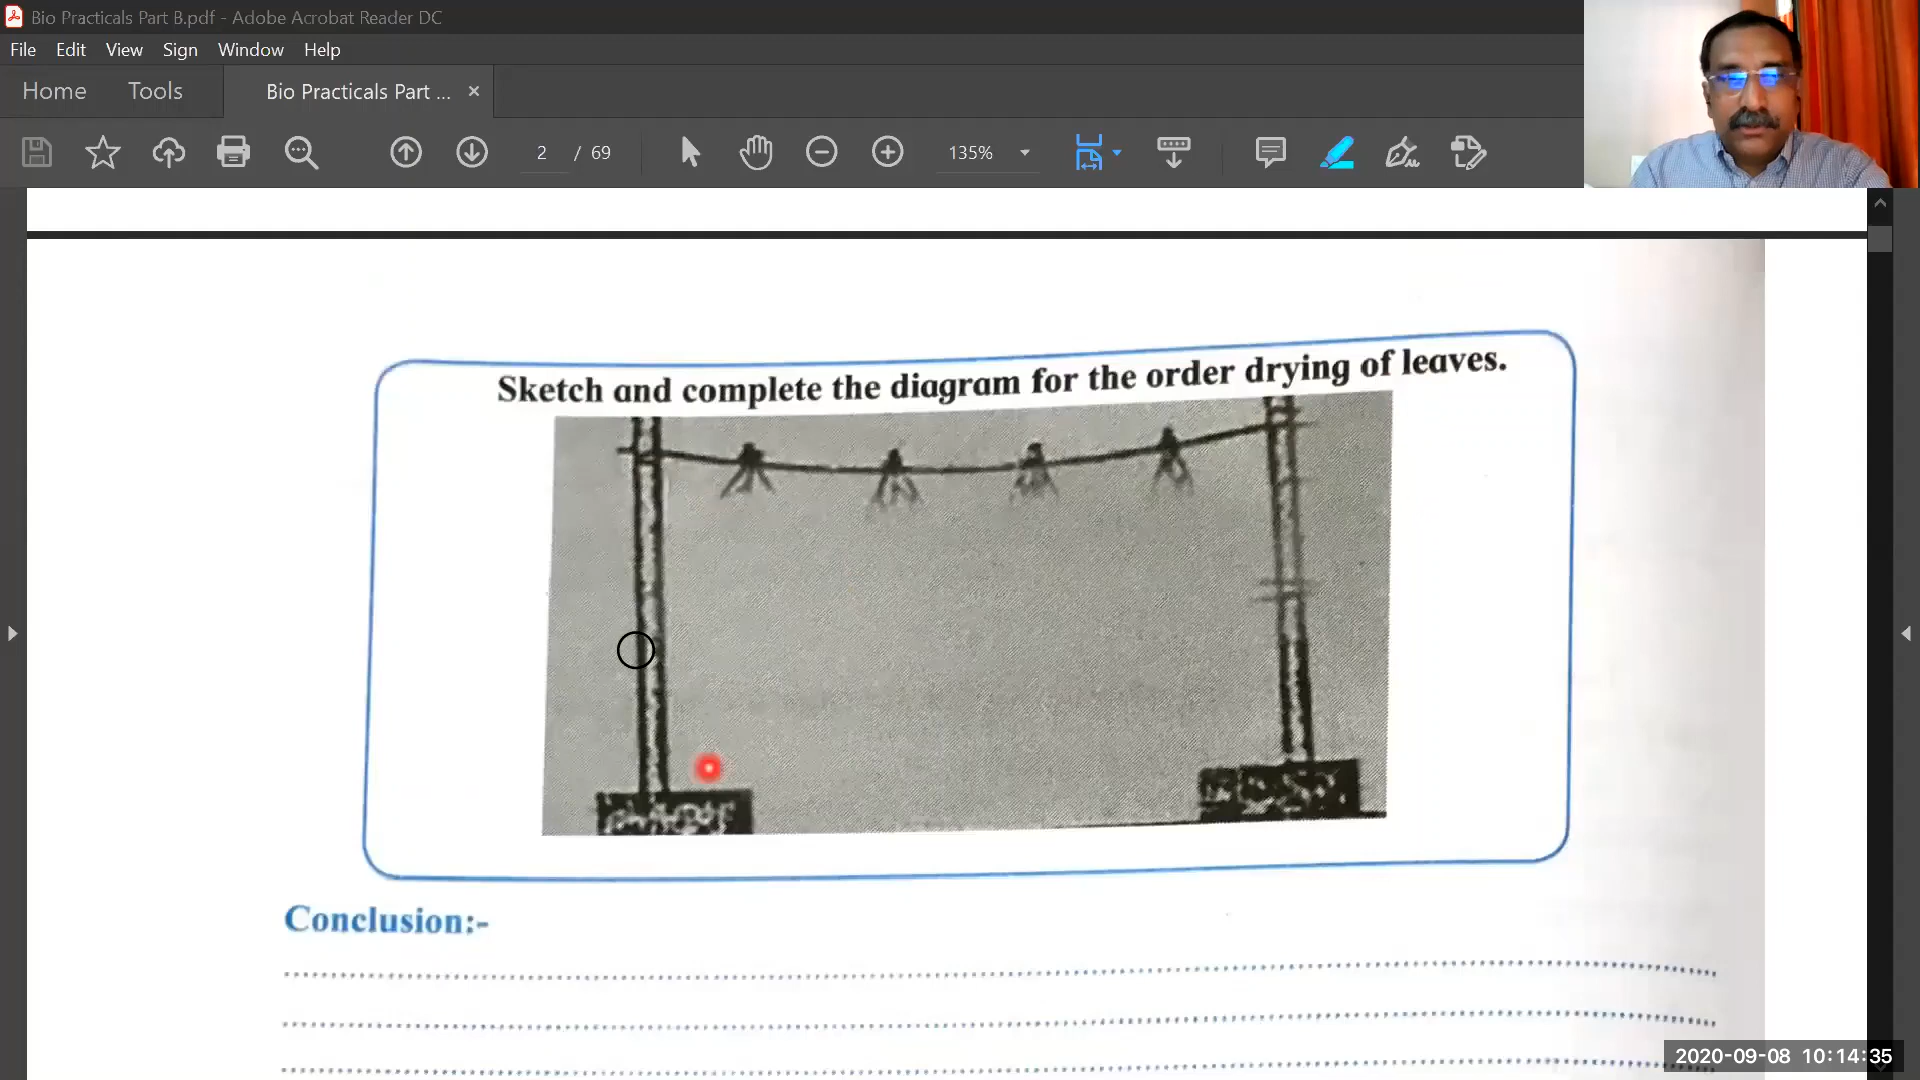 Bio Practicals Part B.pdf - Adobe Acrobat Reader DC
File Edit View Sign Window Help
Home Tools Bio Practicals Part ... ×
2 / 69 135%
Sketch and complete the diagram for the order drying of leaves.
Conclusion:-
2020-09-08 10:14:35